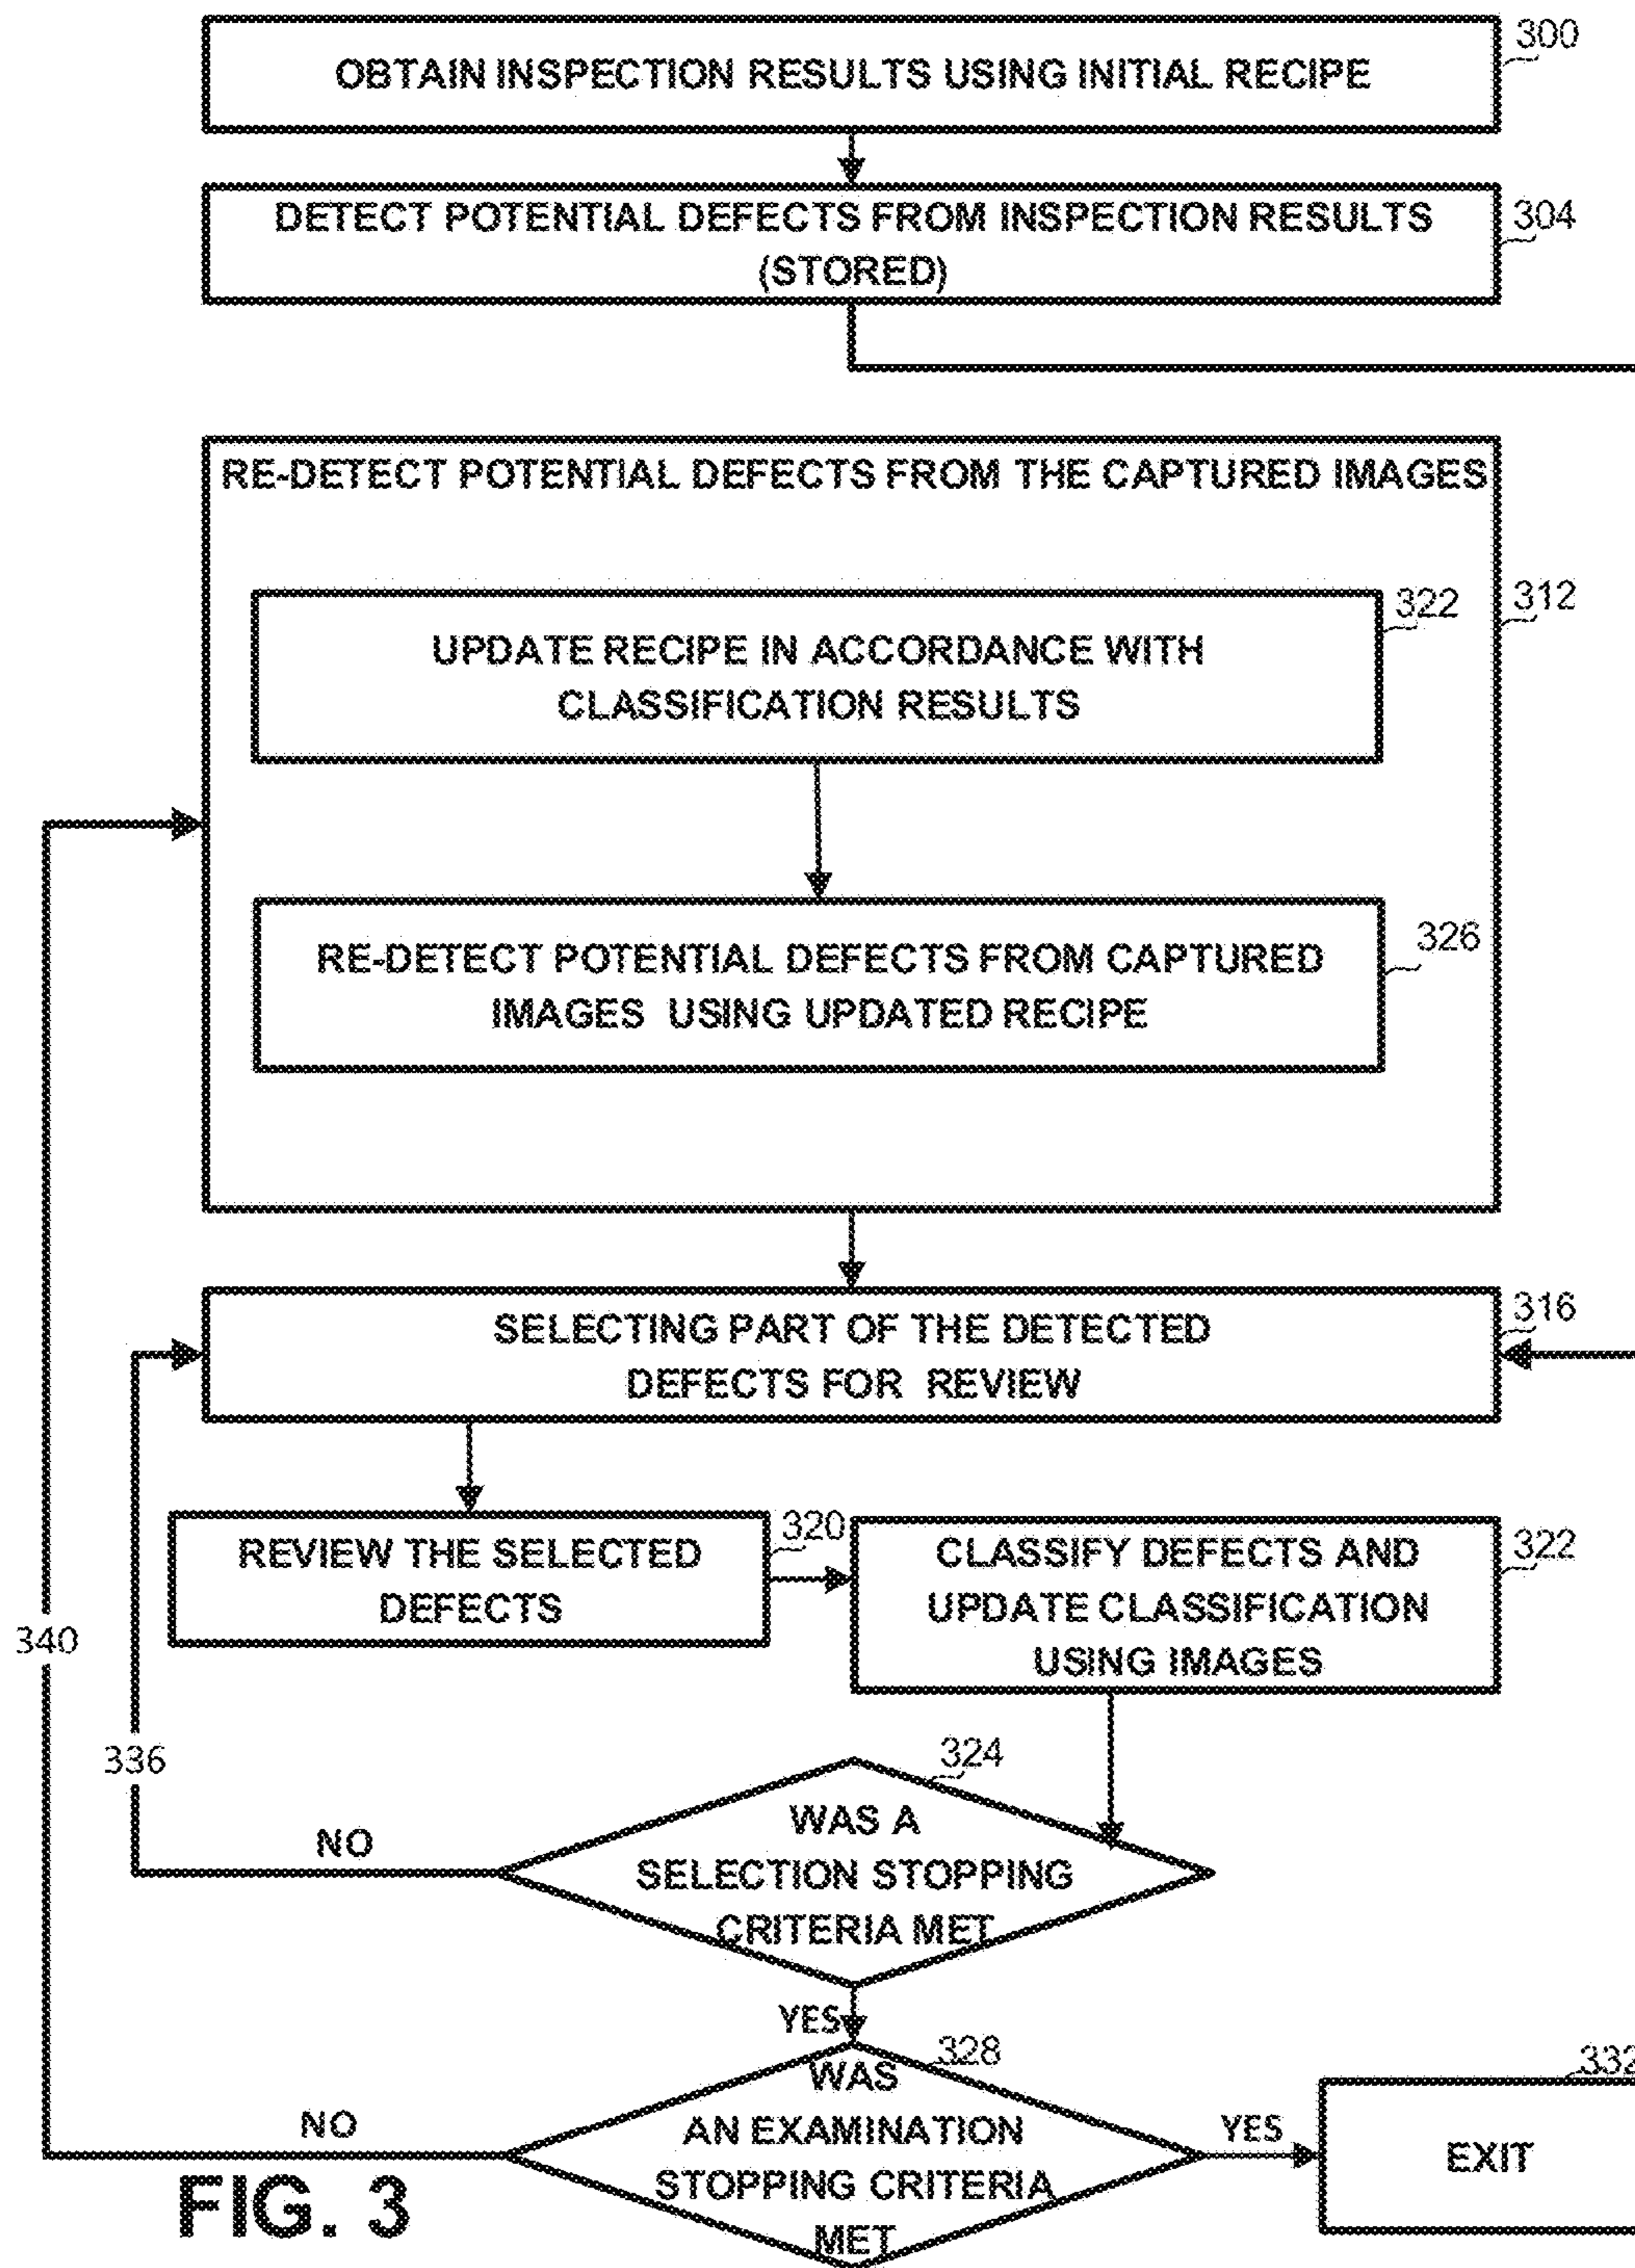 OBTAIN INSPECTION RESULTS USING INITIAL RECIPE
300
DETECT POTENTIAL DEFECTS FROM INSPECTION RESULTS
(STORED)
304
RE-DETECT POTENTIAL DEFECTS FROM THE CAPTURED IMAGES
312
UPDATE RECIPE IN ACCORDANCE WITH
CLASSIFICATION RESULTS
322
RE-DETECT POTENTIAL DEFECTS FROM CAPTURED
IMAGES USING UPDATED RECIPE
326
SELECTING PART OF THE DETECTED
DEFECTS FOR REVIEW
316
REVIEW THE SELECTED
DEFECTS
320
CLASSIFY DEFECTS AND
UPDATE CLASSIFICATION
USING IMAGES
322
340
336
324
WAS A
SELECTION STOPPING
CRITERIA MET
NO
YES
328
WAS
AN EXAMINATION
STOPPING CRITERIA
MET
NO
YES
332
EXIT
FIG. 3